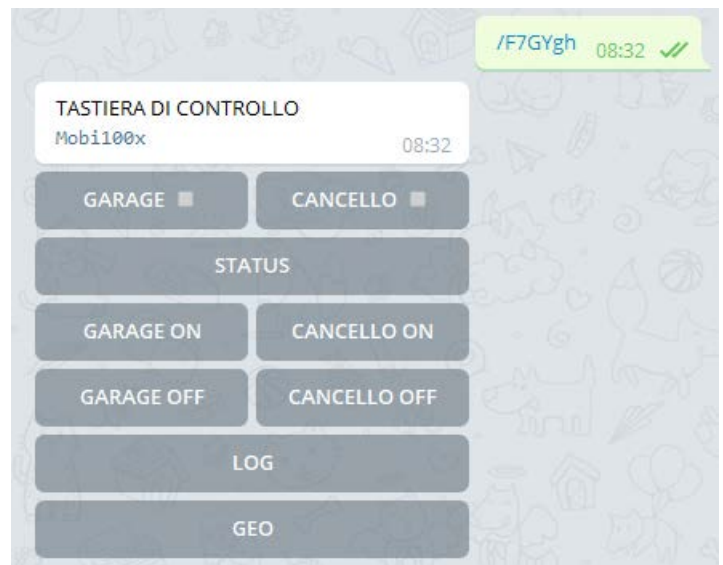 /F7GYgh 08:32
TASTIERA DI CONTROLLO
Mobi100x 08:32
GARAGE CANCELLO
STATUS
GARAGE ON CANCELLO ON
GARAGE OFF CANCELLO OFF
LOG
GEO